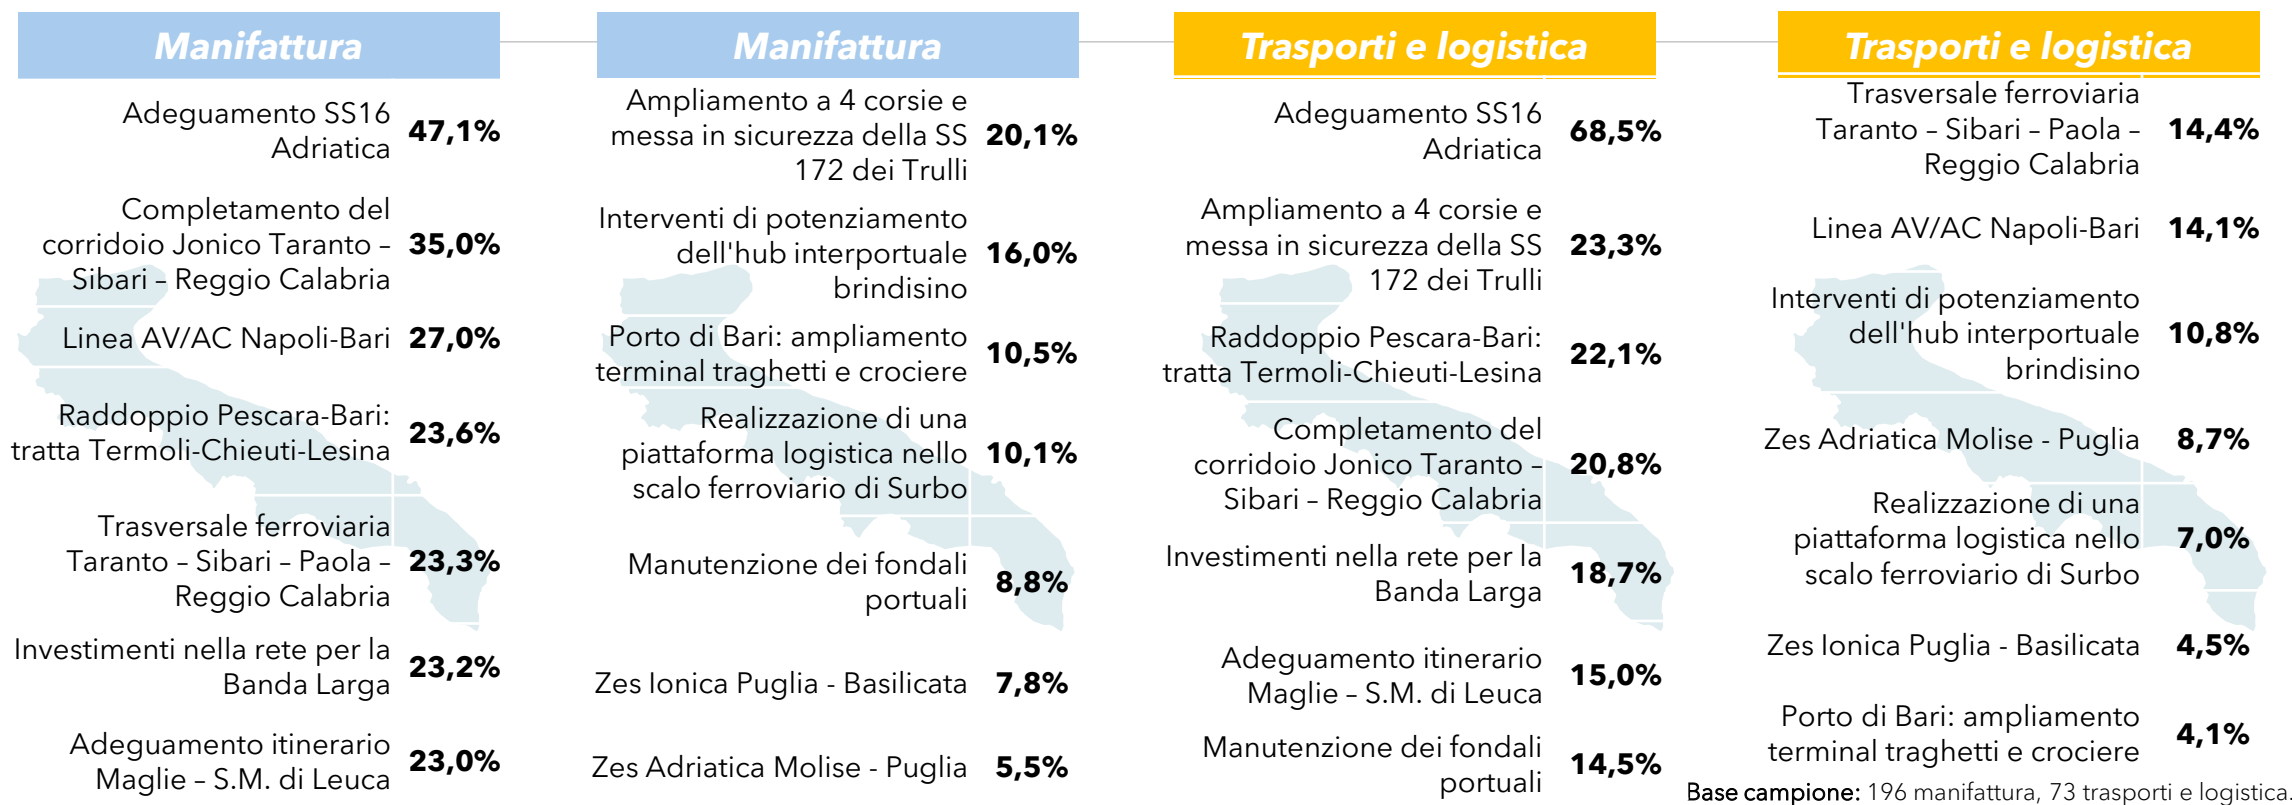 Manifattura
Adeguamento SS16
Adriatica
47,1%
Completamento del
corridoio Jonico Taranto –
Sibari – Reggio Calabria
35,0%
Linea AV/AC Napoli-Bari
27,0%
Raddoppio Pescara-Bari:
tratta Termoli-Chieuti-Lesina
23,6%
Trasversale ferroviaria
Taranto – Sibari – Paola –
Reggio Calabria
23,3%
Investimenti nella rete per la
Banda Larga
23,2%
Adeguamento itinerario
Maglie – S.M. di Leuca
23,0%
Manifattura
Ampliamento a 4 corsie e
messa in sicurezza della SS
172 dei Trulli
20,1%
Interventi di potenziamento
dell'hub interportuale
brindisino
16,0%
Porto di Bari: ampliamento
terminal traghetti e crociere
10,5%
Realizzazione di una
piattaforma logistica nello
scalo ferroviario di Surbo
10,1%
Manutenzione dei fondali
portuali
8,8%
Zes Ionica Puglia - Basilicata
7,8%
Zes Adriatica Molise - Puglia
5,5%
Trasporti e logistica
Adeguamento SS16
Adriatica
68,5%
Ampliamento a 4 corsie e
messa in sicurezza della SS
172 dei Trulli
23,3%
Raddoppio Pescara-Bari:
tratta Termoli-Chieuti-Lesina
22,1%
Completamento del
corridoio Jonico Taranto –
Sibari – Reggio Calabria
20,8%
Investimenti nella rete per la
Banda Larga
18,7%
Adeguamento itinerario
Maglie – S.M. di Leuca
15,0%
Manutenzione dei fondali
portuali
14,5%
Trasporti e logistica
Trasversale ferroviaria
Taranto – Sibari – Paola –
Reggio Calabria
14,4%
Linea AV/AC Napoli-Bari
14,1%
Interventi di potenziamento
dell'hub interportuale
brindisino
10,8%
Zes Adriatica Molise - Puglia
8,7%
Realizzazione di una
piattaforma logistica nello
scalo ferroviario di Surbo
7,0%
Zes Ionica Puglia - Basilicata
4,5%
Porto di Bari: ampliamento
terminal traghetti e crociere
4,1%
Base campione: 196 manifattura, 73 trasporti e logistica.